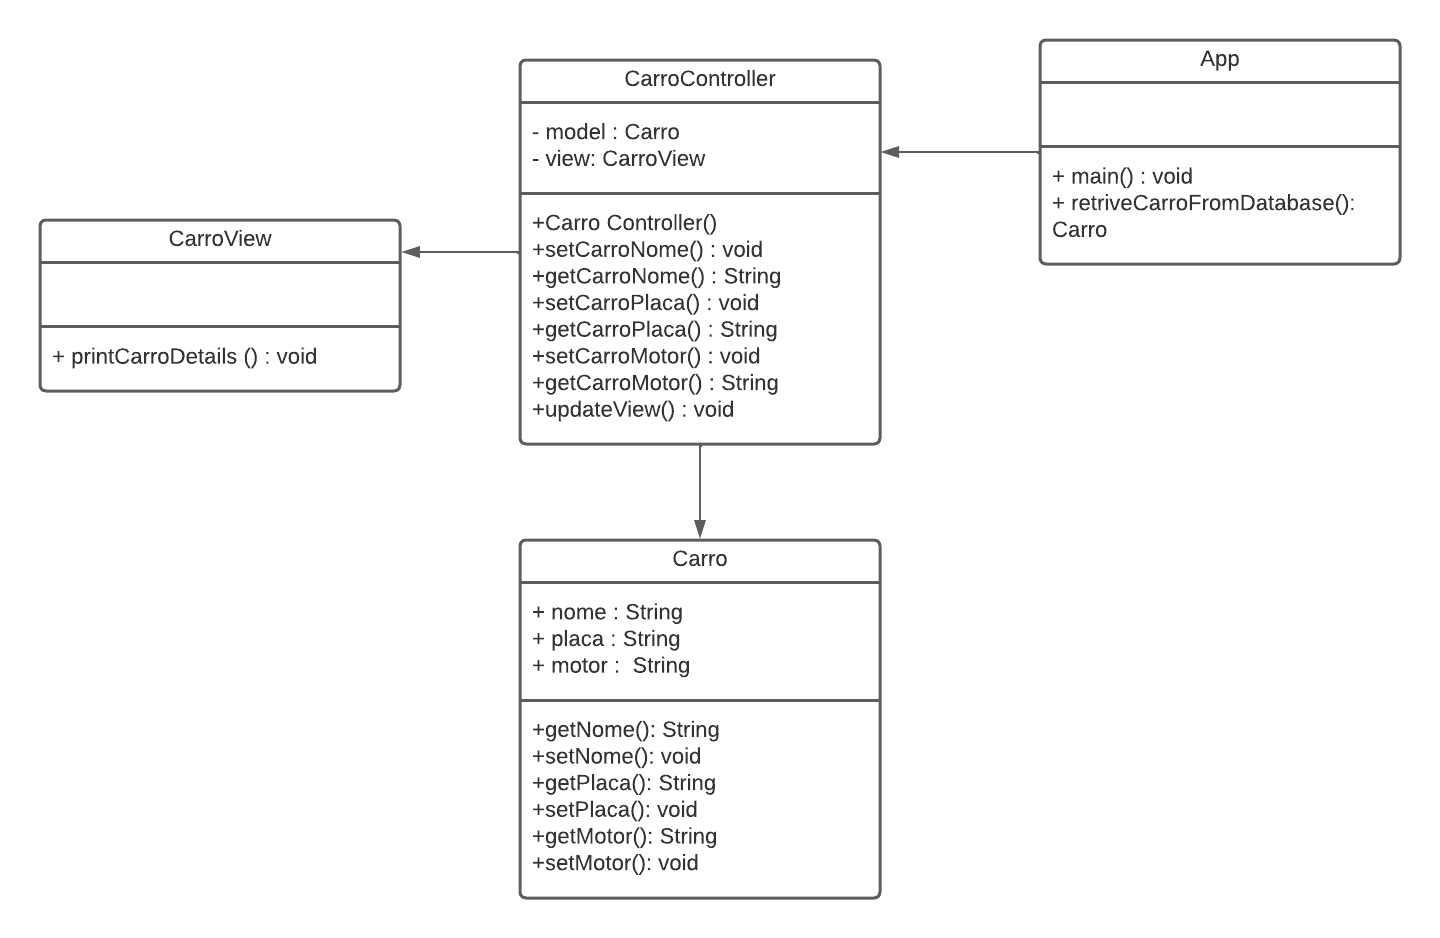 CarroController
- model : Carro
- view: CarroView
+Carro Controller()
+setCarroNome() : void
+getCarroNome() : String
+setCarroPlaca() : void
+getCarroPlaca() : String
+setCarroMotor() : void
+getCarroMotor() : String
+updateView() : void
App
+ main() : void
+ retriveCarroFromDatabase():
Carro
CarroView
+ printCarroDetails () : void
Carro
+ nome : String
+ placa : String
+ motor :  String
+getNome(): String
+setNome(): void
+getPlaca(): String
+setPlaca(): void
+getMotor(): String
+setMotor(): void